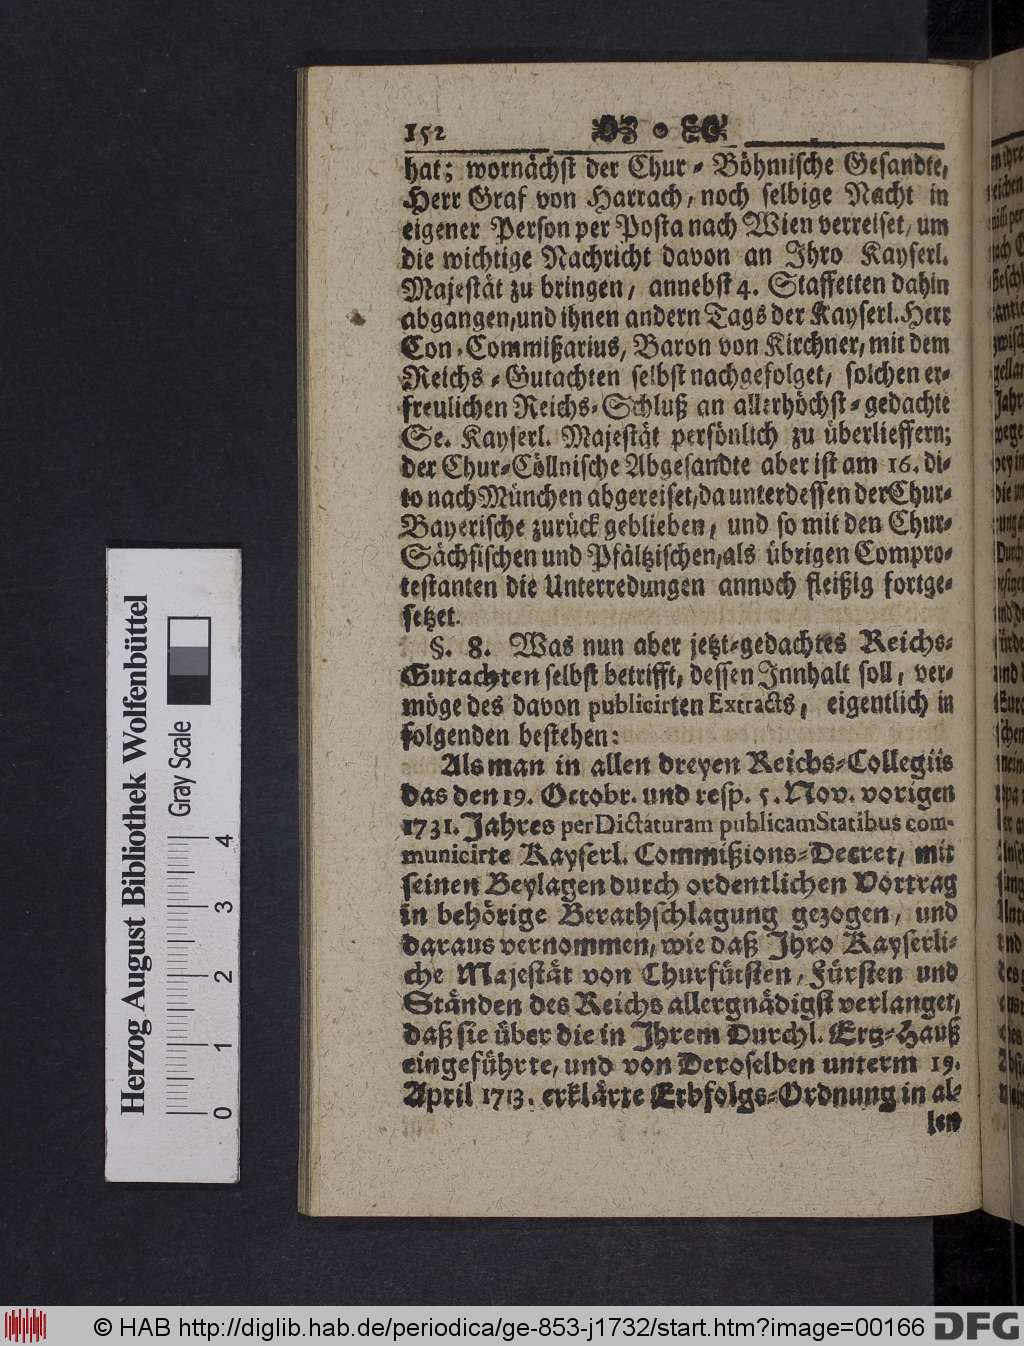 152
hat; wornächst der Chur-Böhmische Gesandte,
Herr Graf von Harrach, noch selbige Nacht in
eigener Person per Posta nach Wien verreiset, um
die wichtige Nachricht davon an Ihro Kayserl.
Majestät zu bringen, annebst 4. Staffetten dahin
abgangen, und ihnen andern Tags der Kayserl. Herr
Con-Commißarius, Baron von Kirchner, mit dem
Reichs-Gutachten selbst nachgefolget, solchen er-
freulichen Reichs-Schluß an allerhöchst-gedachte
Se. Kayserl. Majestät persönlich zu überlieffern;
der Chur-Cöllnische Abgesandte aber ist am 16. di-
to nach München abgereiset, da unterdessen der Chur-
Bayerische zurück geblieben, und so mit den Chur-
Sächsischen und Pfältzischen, als übrigen Compro-
testanten die Unterredungen annoch fleißig fortge-
setzet.
§. 8. Was nun aber jetzt-gedachtes Reichs-
Gutachten selbst betrifft, dessen Innhalt soll, ver-
möge des davon publicirten Extracts, eigentlich in
folgenden bestehen:
Als man in allen dreyen Reichs-Collegiis
das den 19. Octobr. und resp. 5. Nov. vorigen
1731. Jahres per Dictaturam publicam Statibus com-
municirte Kayserl. Commißions-Decret, mit
seinen Beylagen durch ordentlichen Vortrag
in behörige Berathschlagung gezogen, und
daraus vernommen, wie daß Ihro Kayserli-
che Majestät von Churfürsten, Fürsten und
Ständen des Reichs allergnädigst verlanget,
daß sie über die in Ihrem Durchl. Ertz-Hauß
eingeführte, und von Deroselben unterm 19.
April 1713. erklärte Erbfolgs-Ordnung in al-
len
Herzog August Bibliothek Wolfenbüttel
Gray Scale
0 1 2 3 4
© HAB http://diglib.hab.de/periodica/ge-853-j1732/start.htm?image=00166
DFG